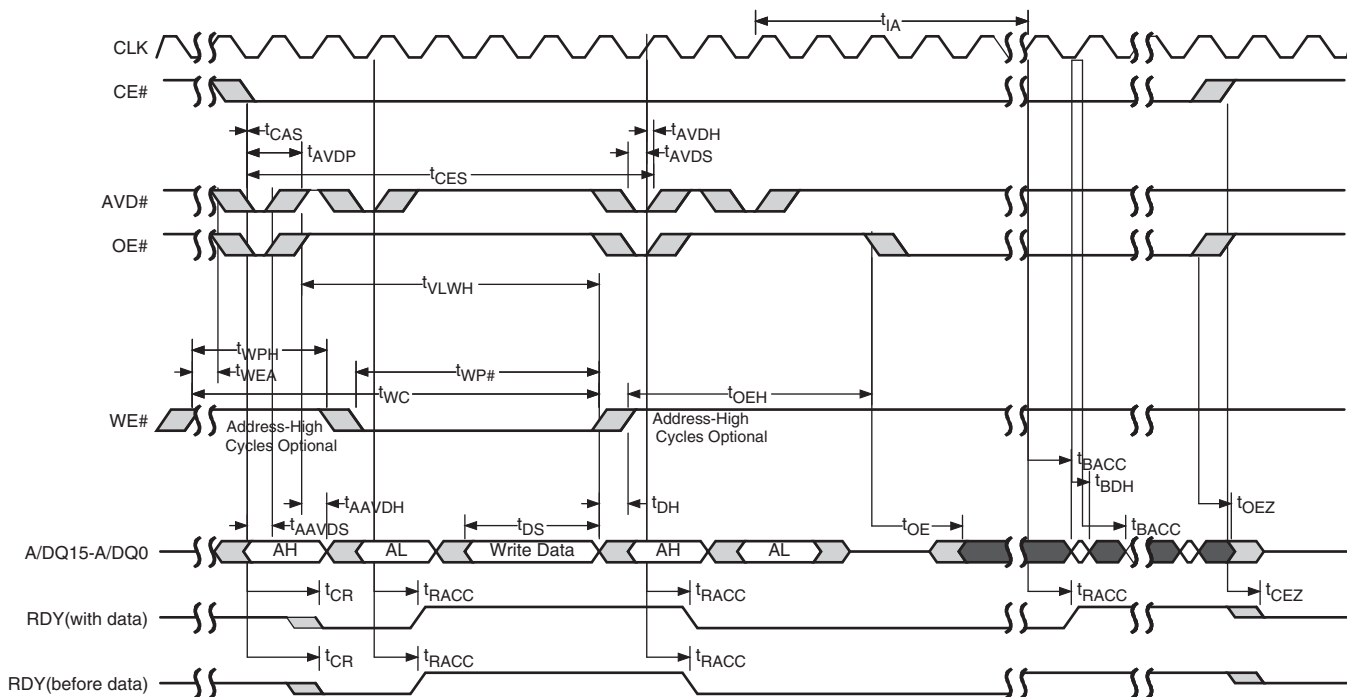 tIA
CLK
CE#
tCAS
tAVDH
tAVDP
tAVDS
tCES
AVD#
OE#
tVLWH
tWPH
tWEA
tWP#
tWC
tOEH
WE#
Address-High
Cycles Optional
Address-High
Cycles Optional
tBACC
tBDH
tAAVDH
tDH
tOEZ
tAAVDS
tDS
tOE
tBACC
A/DQ15-A/DQ0
AH
AL
Write Data
AH
AL
tCR
tRACC
tRACC
tRACC
tCEZ
RDY(with data)
tCR
tRACC
tRACC
RDY(before data)